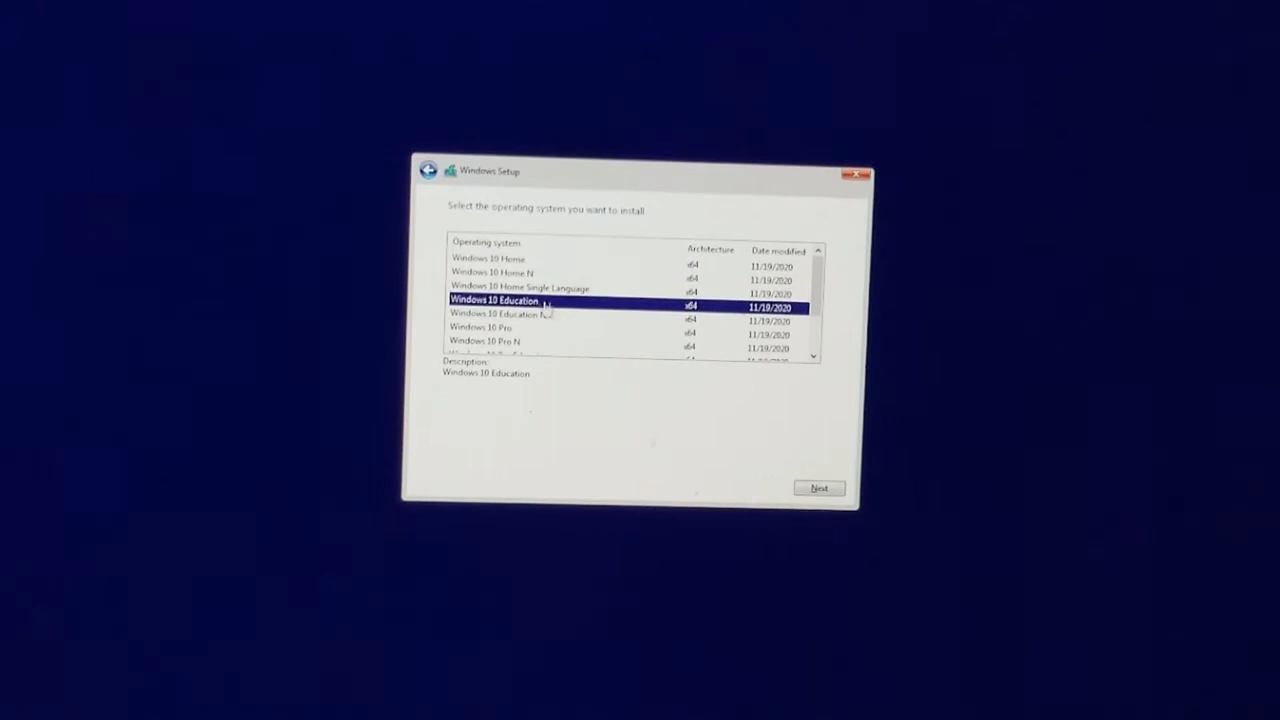 Windows Setup
Select the operating system you want to install
Operating system Architecture Date modified
Windows 10 Home x64 11/19/2020
Windows 10 Home N x64 11/19/2020
Windows 10 Home Single Language x64 11/19/2020
Windows 10 Education x64 11/19/2020
Windows 10 Education N x64 11/19/2020
Windows 10 Pro x64 11/19/2020
Windows 10 Pro N x64 11/19/2020
Description:
Windows 10 Education
Next